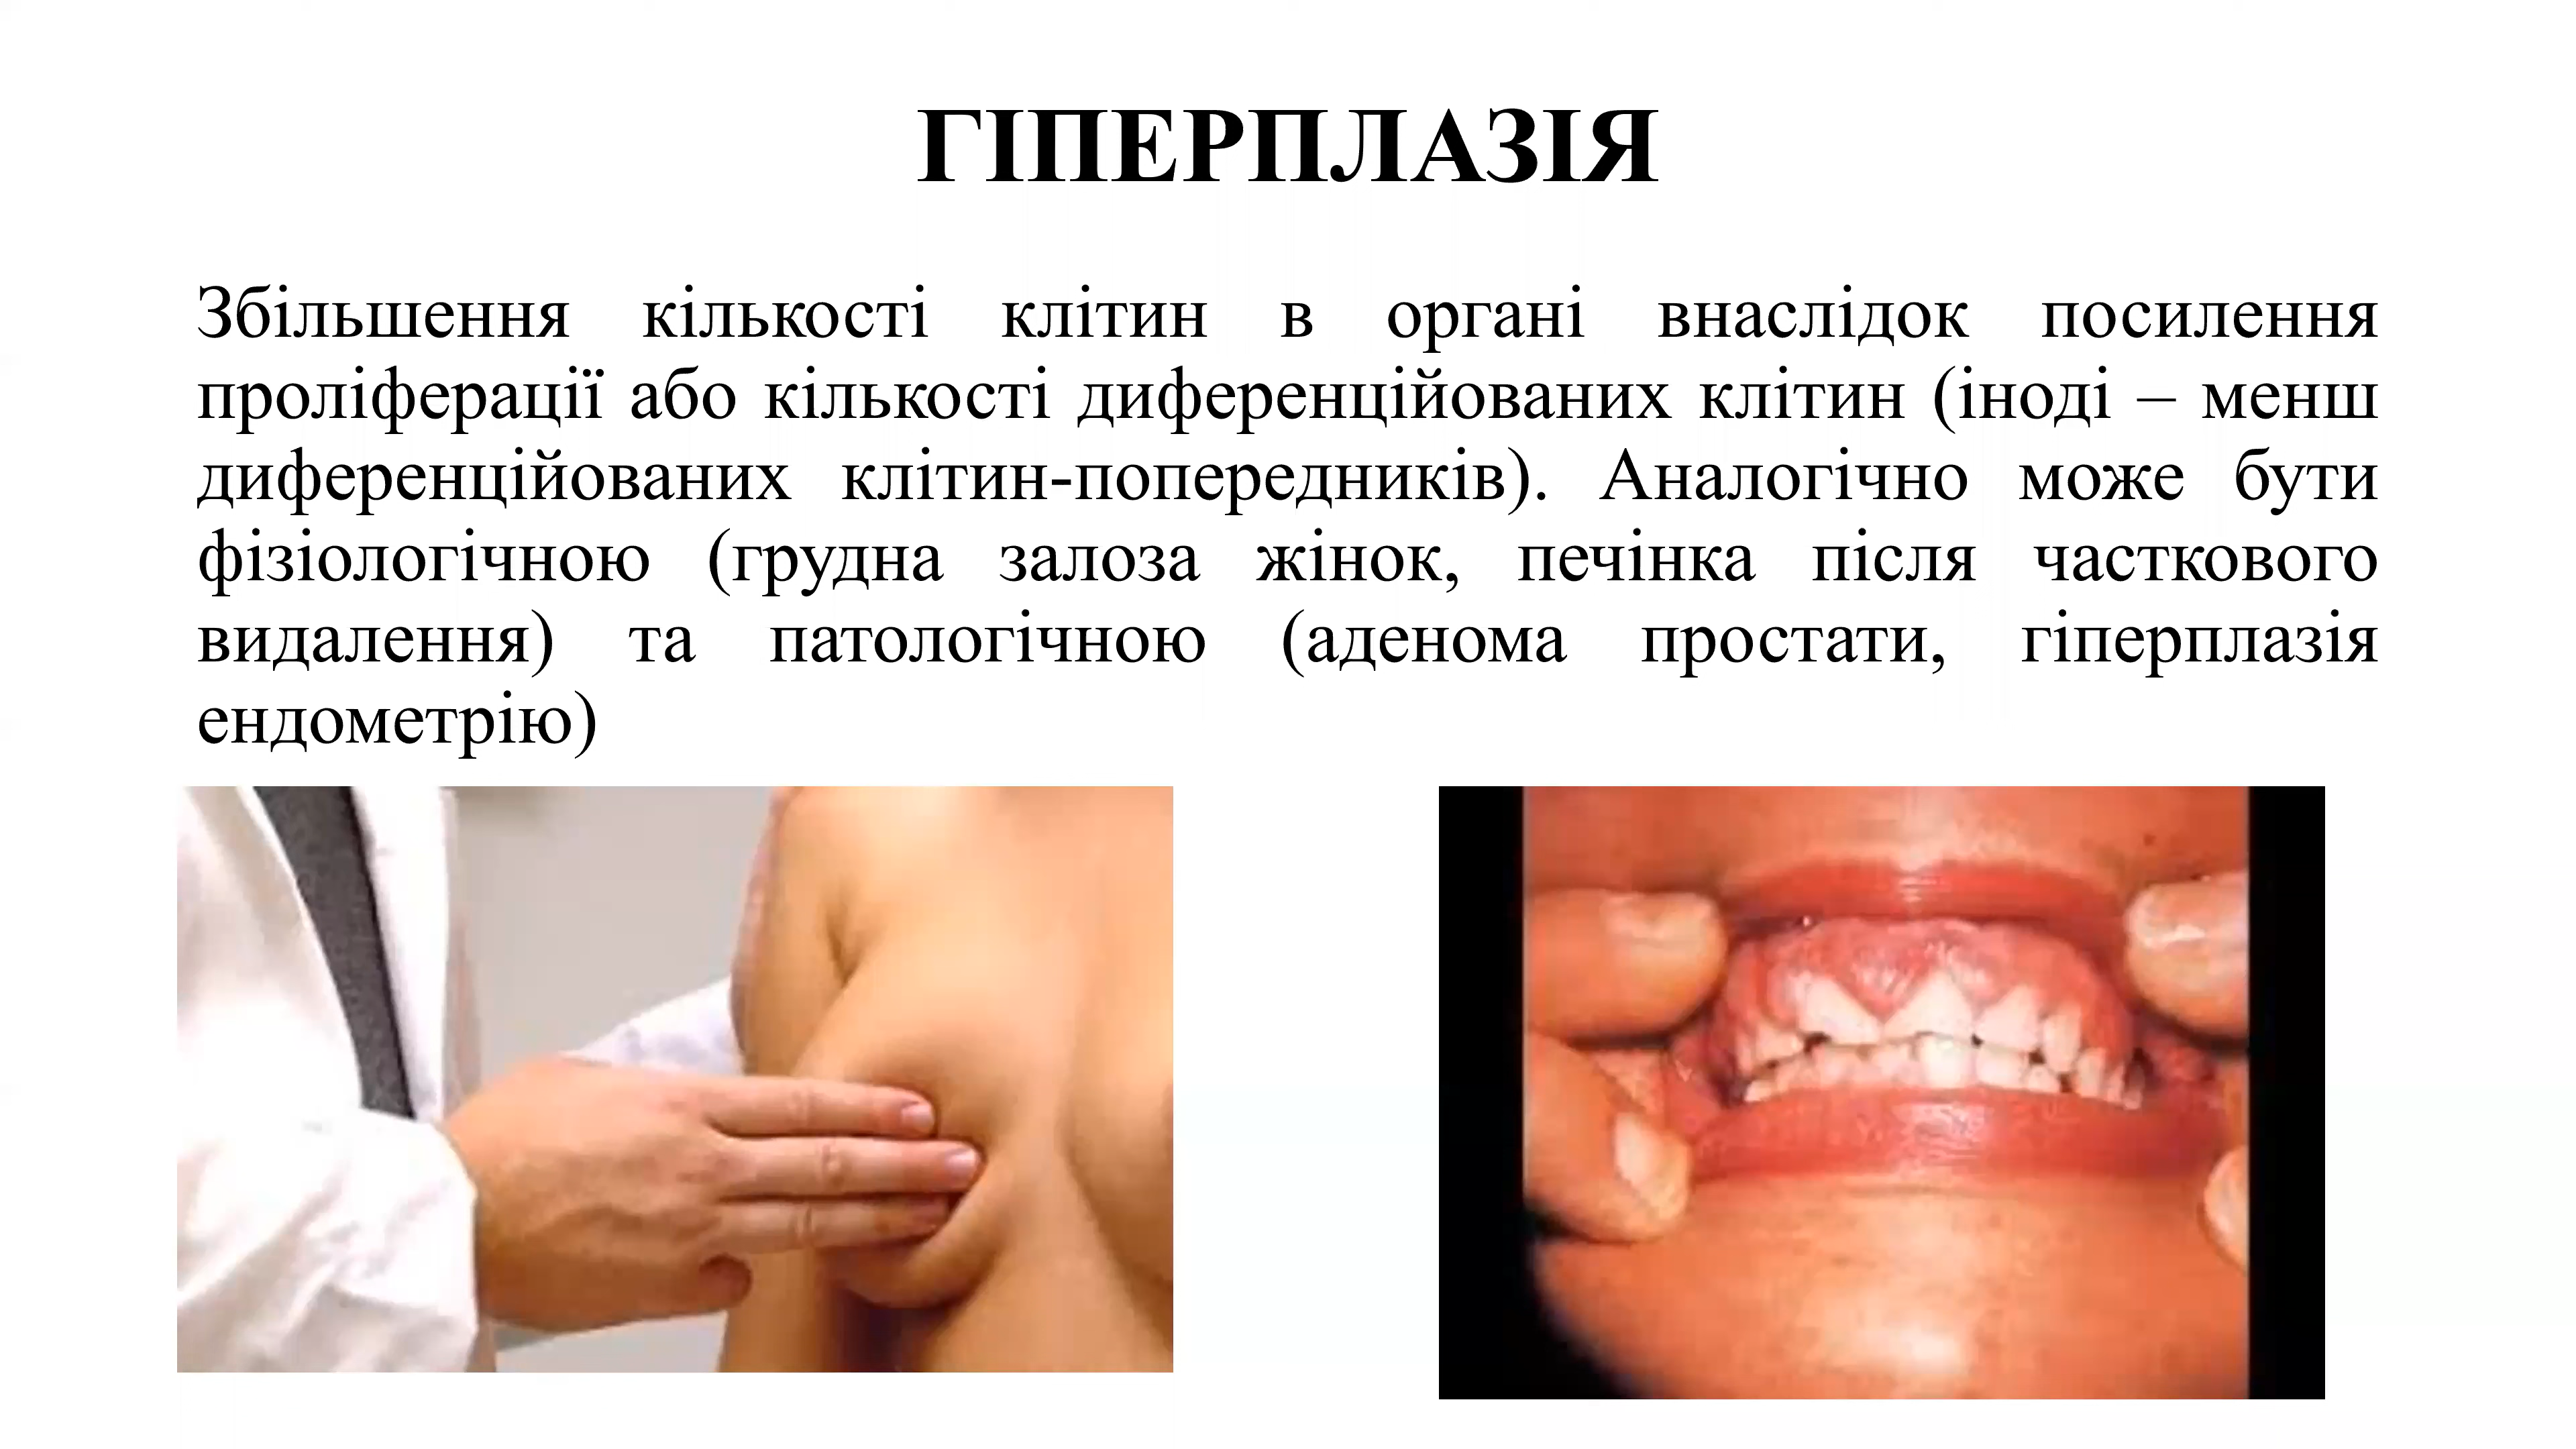 ГІПЕРПЛАЗІЯ
Збільшення кількості клітин в органі внаслідок посилення
проліферації або кількості диференційованих клітин (іноді – менш
диференційованих клітин-попередників). Аналогічно може бути
фізіологічною (грудна залоза жінок, печінка після часткового
видалення) та патологічною (аденома простати, гіперплазія
ендометрію)